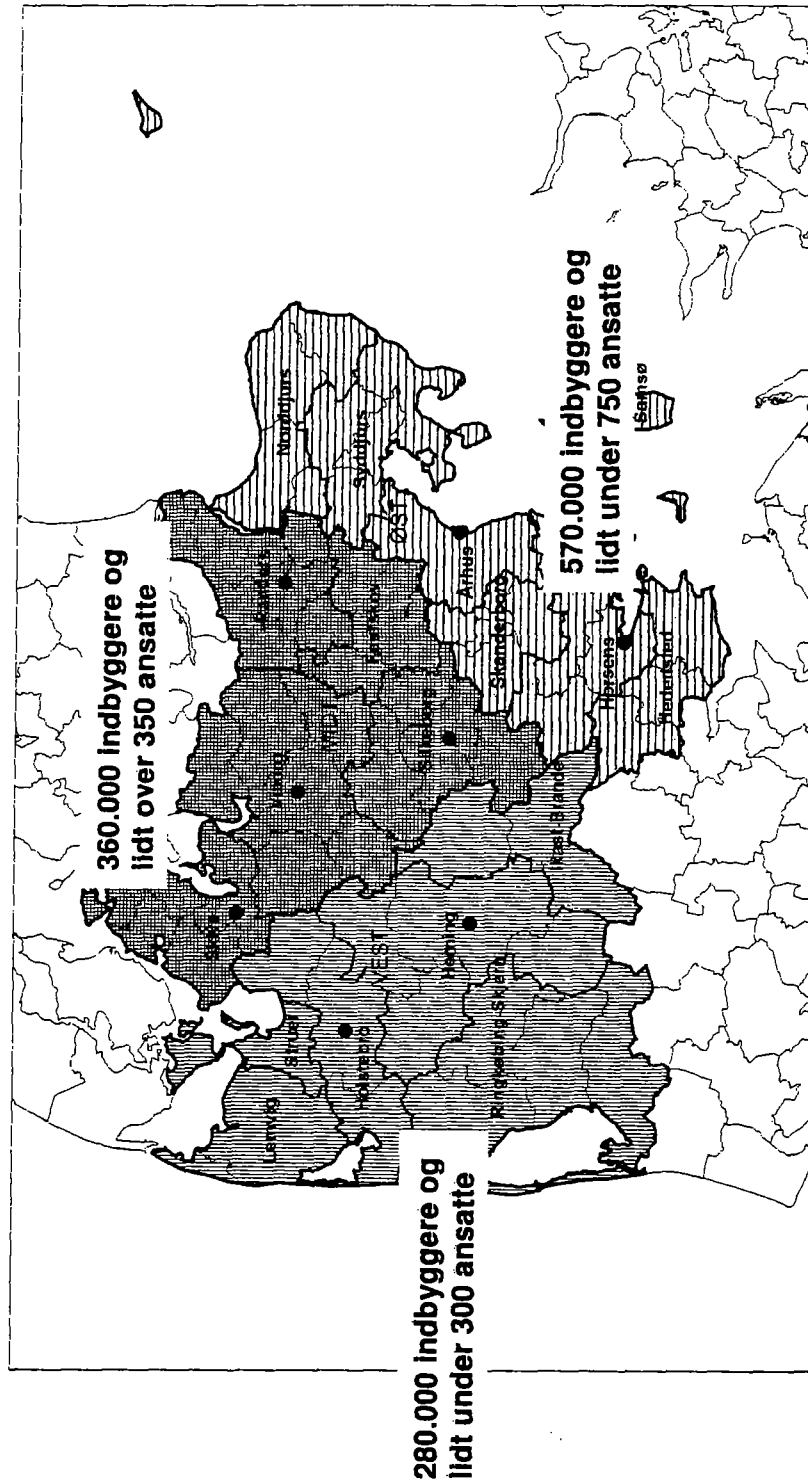 360.000 indbyggere og
lidt over 350 ansatte
Skive
Viborg
Randers
Norddjurs
Syddjurs
MIDT
Favrskov
ØST
Lemvig
Struer
Holstebro
VEST
Silkeborg
Århus
Herning
Skanderborg
280.000 indbyggere og
lidt under 300 ansatte
Ringkøbing-Skjern
Ikast-Brande
Horsens
Hedensted
570.000 indbyggere og
lidt under 750 ansatte
Samsø